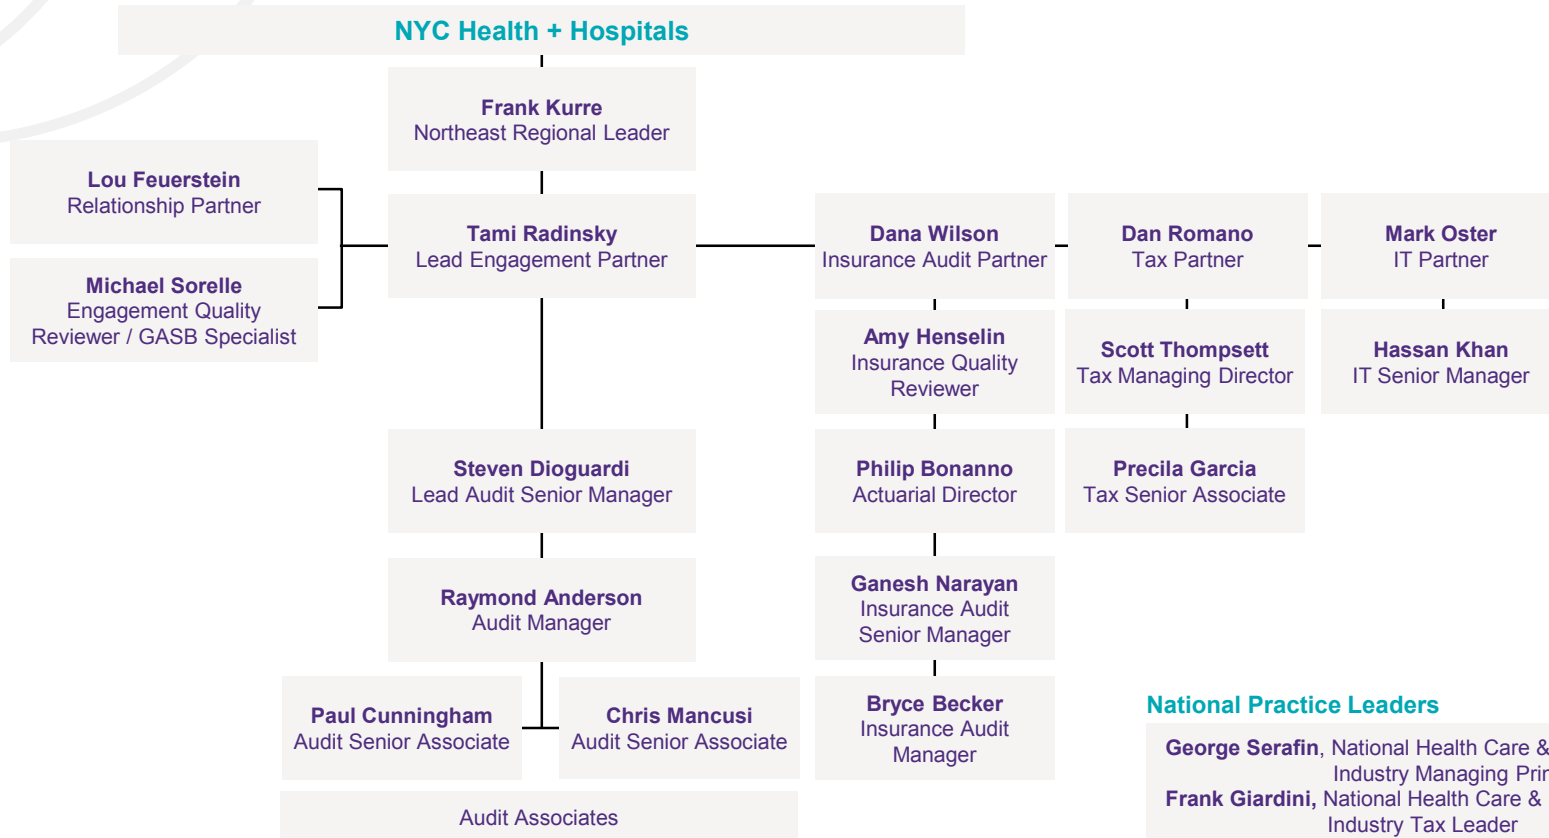 NYC Health + Hospitals
Frank Kurre
Northeast Regional Leader
Lou Feuerstein
Relationship Partner
Michael Sorelle
Engagement Quality
Reviewer / GASB Specialist
Tami Radinsky
Lead Engagement Partner
Dana Wilson
Insurance Audit Partner
Dan Romano
Tax Partner
Mark Oster
IT Partner
Amy Henselin
Insurance Quality
Reviewer
Scott Thompsett
Tax Managing Director
Hassan Khan
IT Senior Manager
Steven Dioguardi
Lead Audit Senior Manager
Philip Bonanno
Actuarial Director
Precila Garcia
Tax Senior Associate
Raymond Anderson
Audit Manager
Ganesh Narayan
Insurance Audit
Senior Manager
Paul Cunningham
Audit Senior Associate
Chris Mancusi
Audit Senior Associate
Bryce Becker
Insurance Audit
Manager
Audit Associates
National Practice Leaders
George Serafin, National Health Care &
Industry Managing
Frank Giardini, National Health Care &
Industry Tax Leader